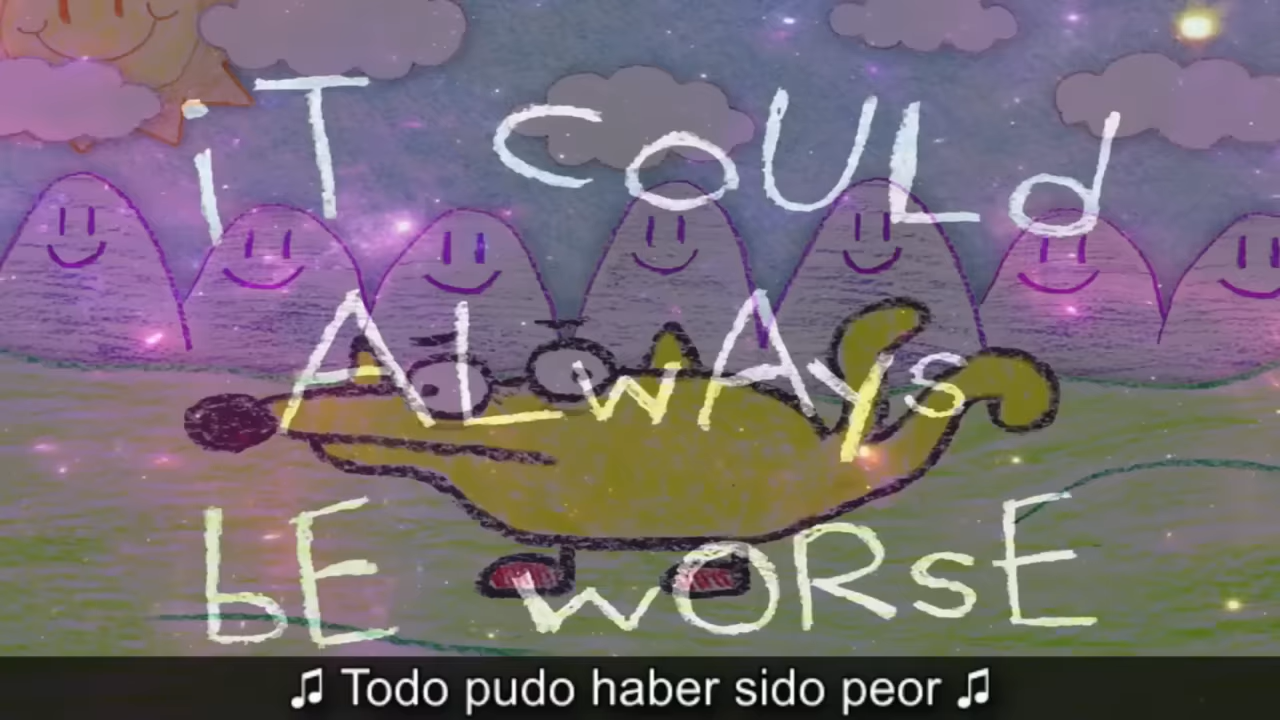 iT COULd
ALwAys
bE wORsE
♫ Todo pudo haber sido peor ♫